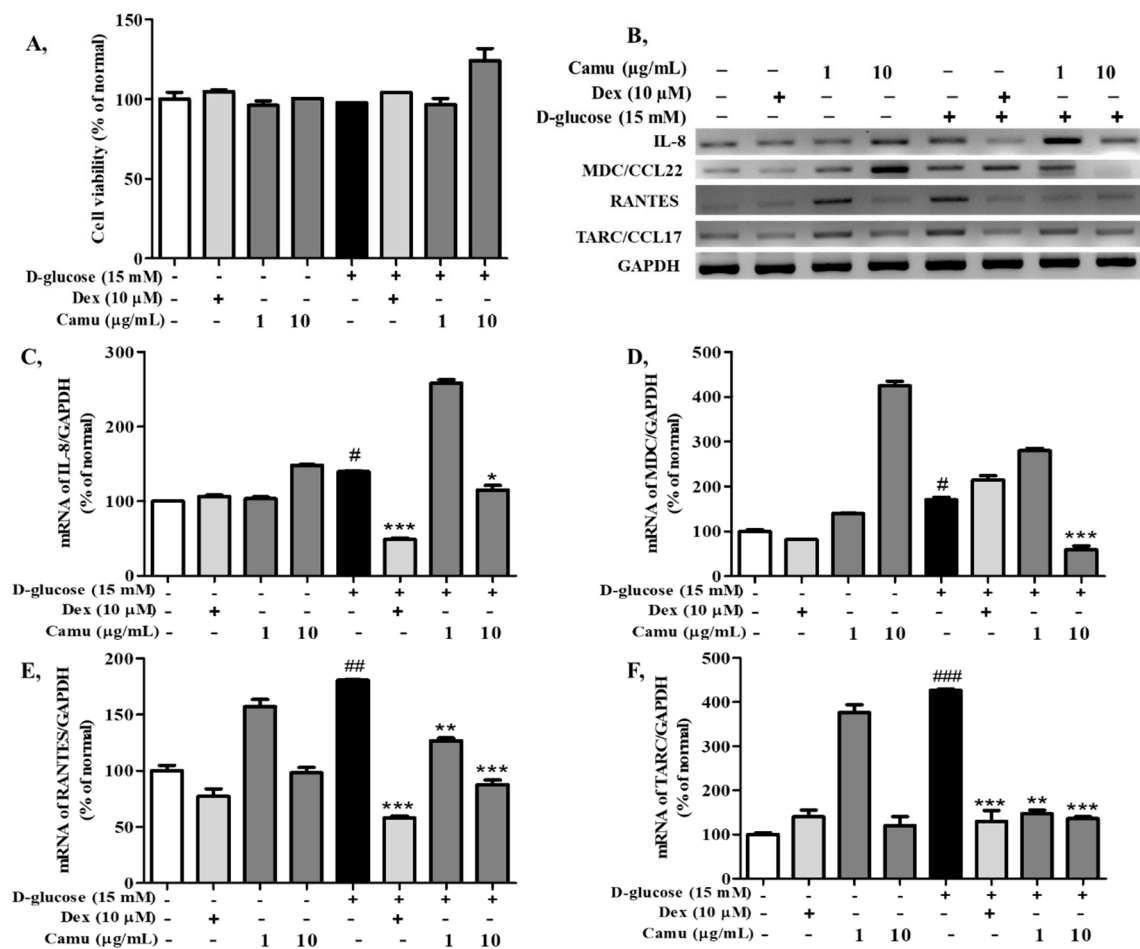 A,
Cell viability (% of normal)
150
100
50
0
D-glucose (15 mM) - - - - + + + +
Dex (10 µM) - + - - - + - -
Camu (µg/mL) - - 1 10 - - 1 10
B,
Camu (µg/mL) – – 1 10 – – 1 10
Dex (10 µM) – + – – – + – –
D-glucose (15 mM) – – – – + + + +
IL-8
MDC/CCL22
RANTES
TARC/CCL17
GAPDH
C,
mRNA of IL-8/GAPDH
(% of normal)
300
200
100
0
#
***
*
D-glucose (15 mM) - - - - + + + +
Dex (10 µM) - + - - - + - -
Camu (µg/mL) - - 1 10 - - 1 10
D,
mRNA of MDC/GAPDH
(% of normal)
500
400
300
200
100
0
#
***
D-glucose (15 mM) - - - - + + + +
Dex (10 µM) - + - - - + - -
Camu (µg/mL) - - 1 10 - - 1 10
E,
mRNA of RANTES/GAPDH
(% of normal)
200
150
100
50
0
##
***
**
***
D-glucose (15 mM) - - - - + + + +
Dex (10 µM) - + - - - + - -
Camu (µg/mL) - - 1 10 - - 1 10
F,
mRNA of TARC/GAPDH
(% of normal)
500
400
300
200
100
0
###
***
**
***
D-glucose (15 mM) - - - - + + + +
Dex (10 µM) - + - - - + - -
Camu (µg/mL) - - 1 10 - - 1 10